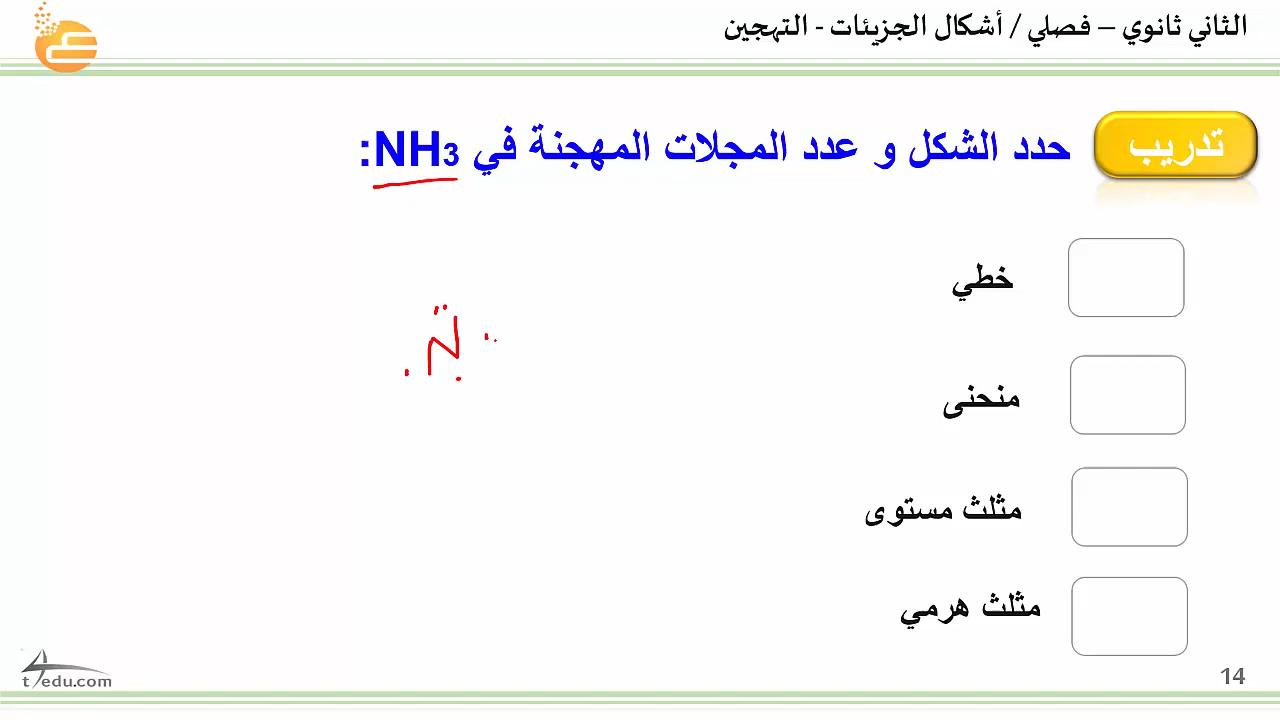 الثاني ثانوي – فصلي / أشكال الجزيئات - التهجين
تدريب
حدد الشكل و عدد المجلات المهجنة في NH3:
خطي
N
منحنى
مثلث مستوى
مثلث هرمي
t4edu.com
14